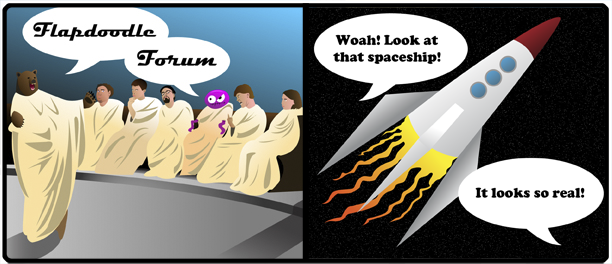 Flapdoodle
Forum
Woah! Look at
that spaceship!
It looks so real!